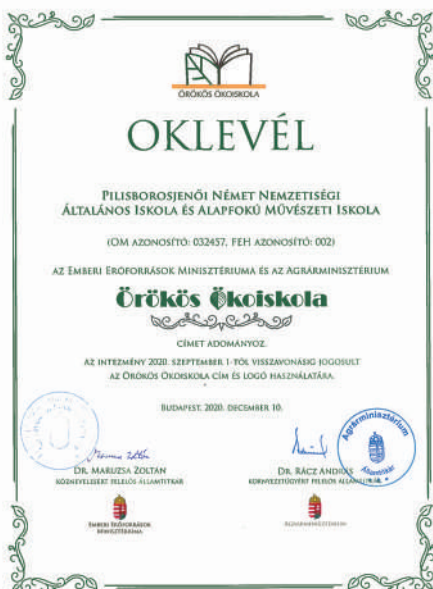 ÖRÖKÖS ÖKOISKOLA
OKLEVÉL
PILISBOROSJENŐI NÉMET NEMZETISÉGI
ÁLTALÁNOS ISKOLA ÉS ALAPFOKÚ MŰVÉSZETI ISKOLA
(OM AZONOSÍTÓ: 032457, FEH AZONOSÍTÓ: 002)
AZ EMBERI ERŐFORRÁSOK MINISZTÉRIUMA ÉS AZ AGRÁRMINISZTÉRIUM
Örökös Ökoiskola
CÍMET ADOMÁNYOZ.
AZ INTÉZMÉNY 2020. SZEPTEMBER 1-TŐL VISSZAVONÁSIG JOGOSULT
AZ ÖRÖKÖS ÖKOISKOLA CÍM ÉS LOGÓ HASZNÁLATÁRA.
BUDAPEST, 2020. DECEMBER 10.
Agrárminisztérium
Államtitkár
DR. MARUZSA ZOLTÁN
KÖZNEVELÉSÉRT FELELŐS ÁLLAMTITKÁR
DR. RÁCZ ANDRÁS
KÖRNYEZETÜGYÉRT FELELŐS ÁLLAMTITKÁR
EMBERI ERŐFORRÁSOK
MINISZTÉRIUMA
AGRÁRMINISZTÉRIUM